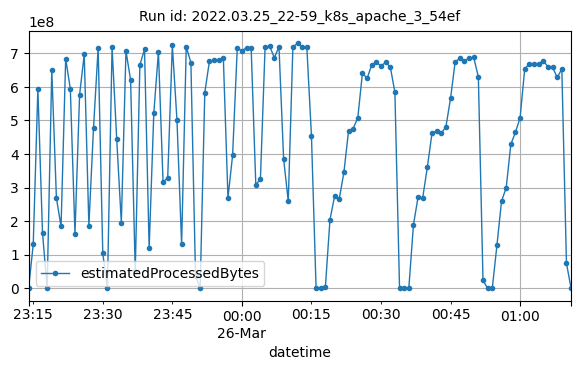 Run id: 2022.03.25_22-59_k8s_apache_3_54ef
1e8
7
6
5
4
3
2
1
0
estimatedProcessedBytes
23:15 23:30 23:45 00:00 00:15 00:30 00:45 01:00
26-Mar
datetime